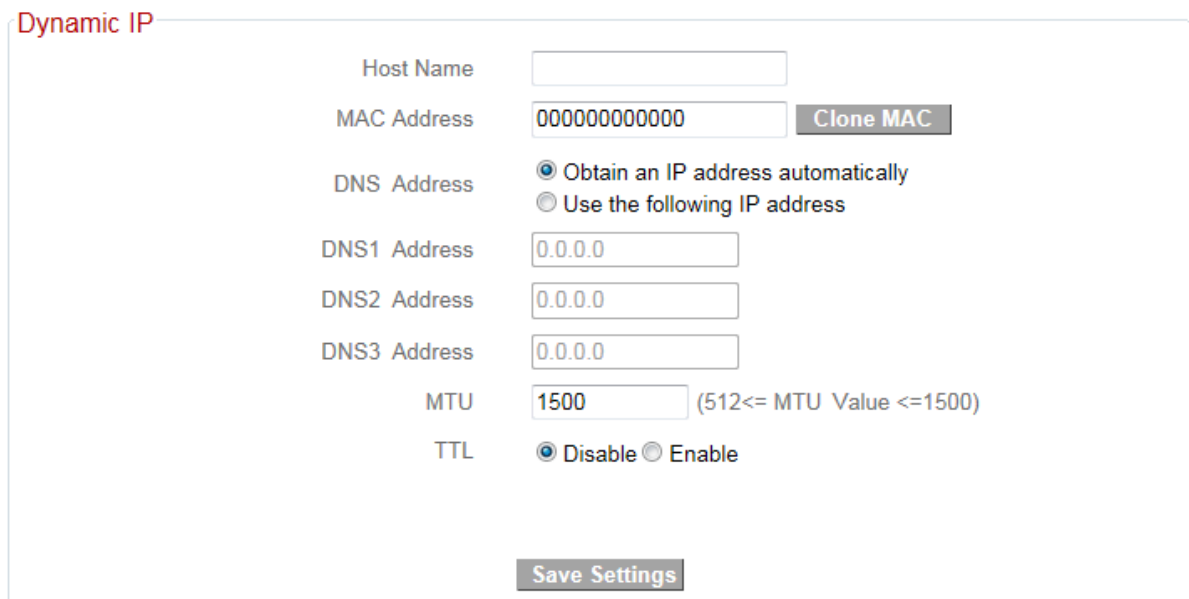 Dynamic IP
Host Name
MAC Address 000000000000 Clone MAC
DNS Address Obtain an IP address automatically
Use the following IP address
DNS1 Address 0.0.0.0
DNS2 Address 0.0.0.0
DNS3 Address 0.0.0.0
MTU 1500 (512<= MTU Value <=1500)
TTL Disable Enable
Save Settings